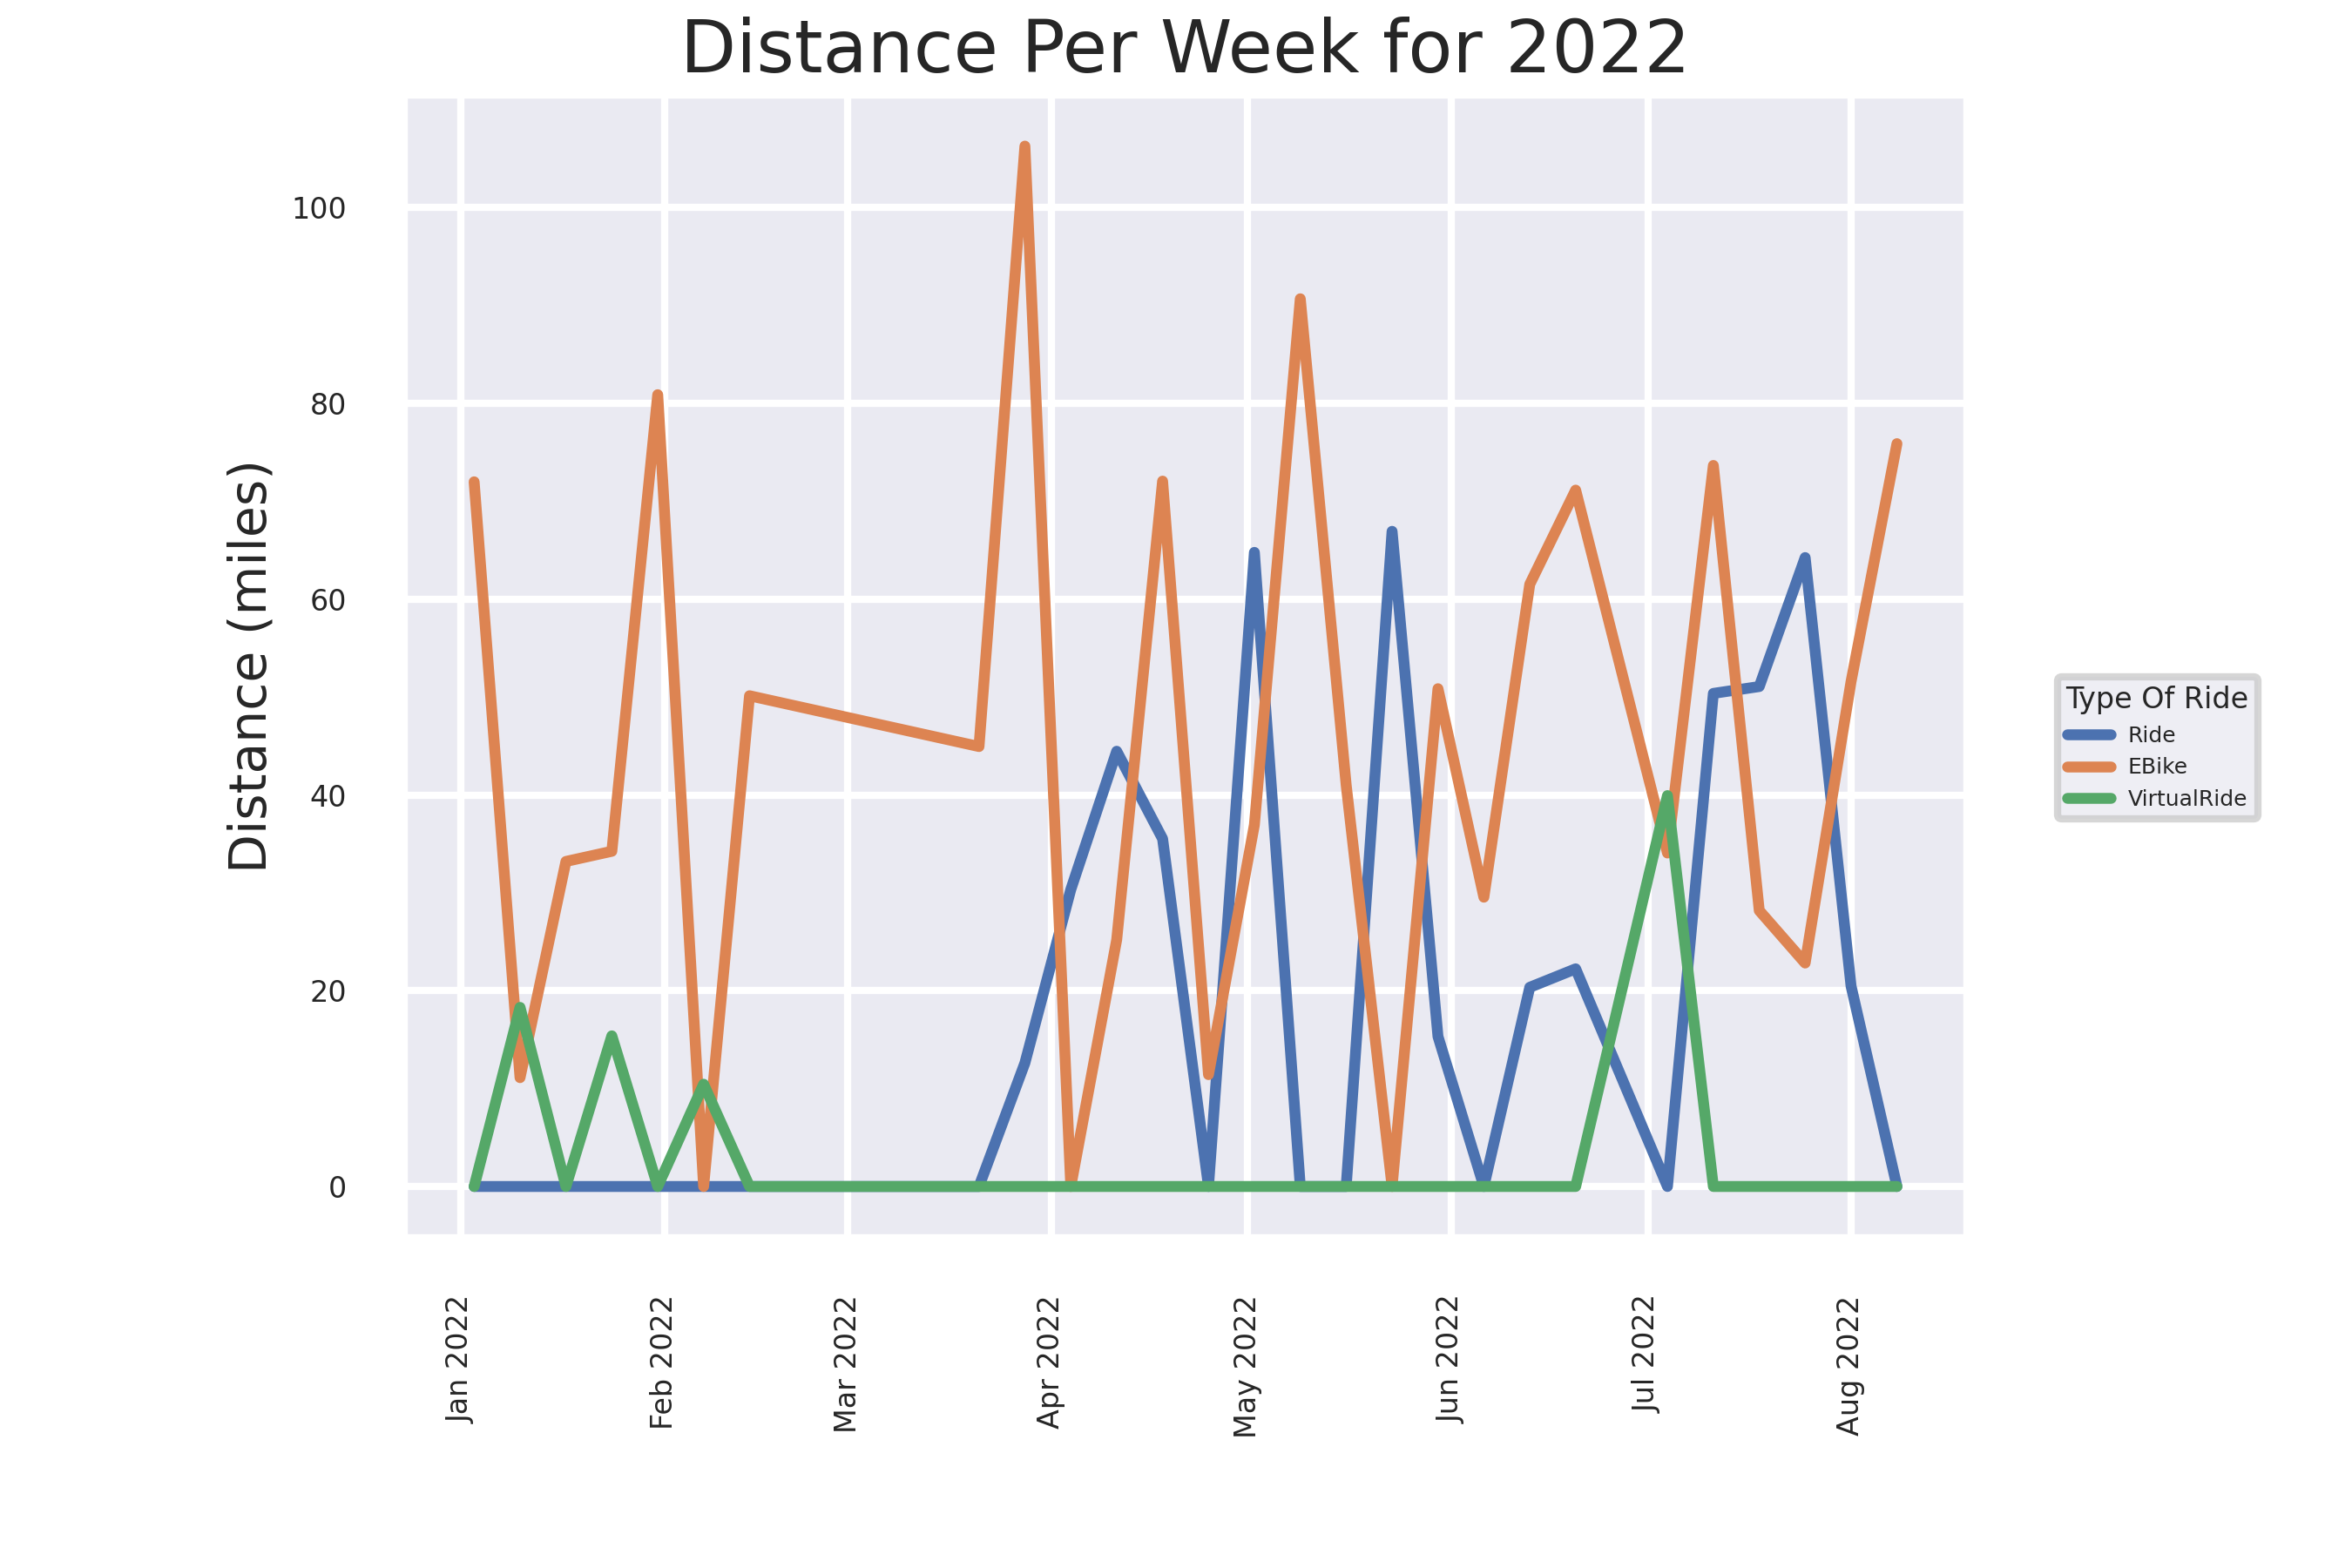 Distance Per Week for 2022
Distance (miles)
100
80
60
40
20
0
Jan 2022
Feb 2022
Mar 2022
Apr 2022
May 2022
Jun 2022
Jul 2022
Aug 2022
Type Of Ride
Ride
EBike
VirtualRide